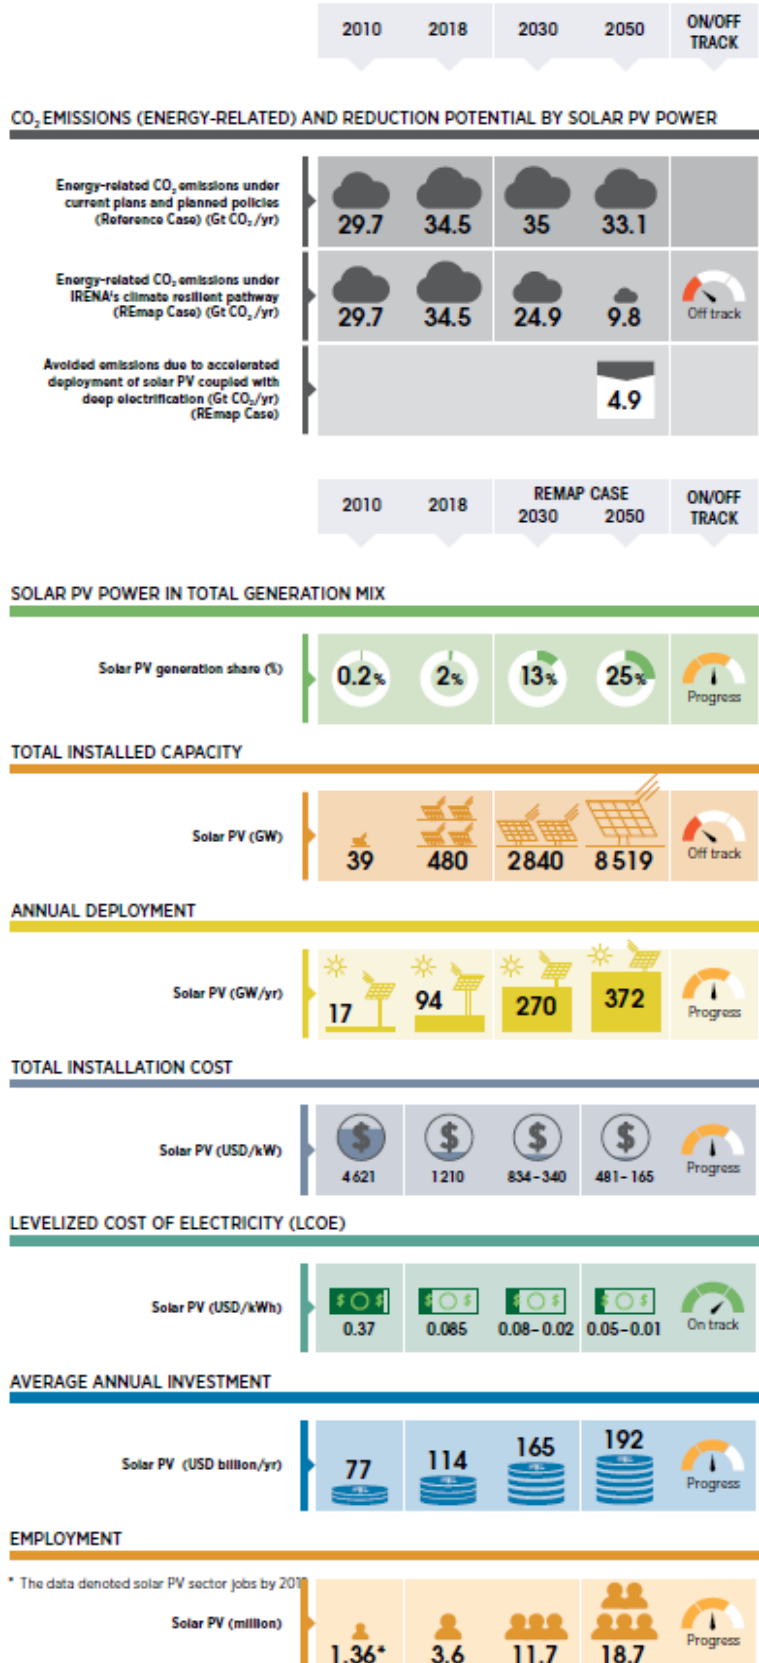 2010 2018 2030 2050 ON/OFF TRACK
CO₂ EMISSIONS (ENERGY-RELATED) AND REDUCTION POTENTIAL BY SOLAR PV POWER
Energy-related CO₂ emissions under
current plans and planned policies
(Reference Case) (Gt CO₂/yr)
29.7 34.5 35 33.1
Energy-related CO₂ emissions under
IRENA's climate resilient pathway
(REmap Case) (Gt CO₂/yr)
29.7 34.5 24.9 9.8 Off track
Avoided emissions due to accelerated
deployment of solar PV coupled with
deep electrification (Gt CO₂/yr)
(REmap Case)
4.9
REMAP CASE
2010 2018 2030 2050 ON/OFF TRACK
SOLAR PV POWER IN TOTAL GENERATION MIX
Solar PV generation share (%)
0.2% 2% 13% 25% Progress
TOTAL INSTALLED CAPACITY
Solar PV (GW)
39 480 2840 8519 Off track
ANNUAL DEPLOYMENT
Solar PV (GW/yr)
17 94 270 372 Progress
TOTAL INSTALLATION COST
Solar PV (USD/kW)
$ $ $ $
4621 1210 834–340 481–165 Progress
LEVELIZED COST OF ELECTRICITY (LCOE)
Solar PV (USD/kWh)
0.37 0.085 0.08–0.02 0.05–0.01 On track
AVERAGE ANNUAL INVESTMENT
Solar PV (USD billion/yr)
77 114 165 192 Progress
EMPLOYMENT
* The data denoted solar PV sector jobs by
Solar PV (million)
1.36* 3.6 11.7 18.7 Progress